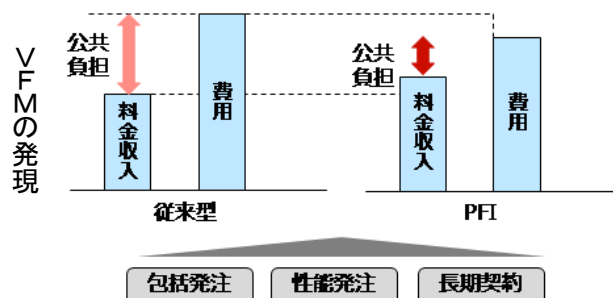 VFMの発現
公共
負担
料金収入
費用
従来型
公共
負担
料金収入
費用
PFI
包括発注
性能発注
長期契約